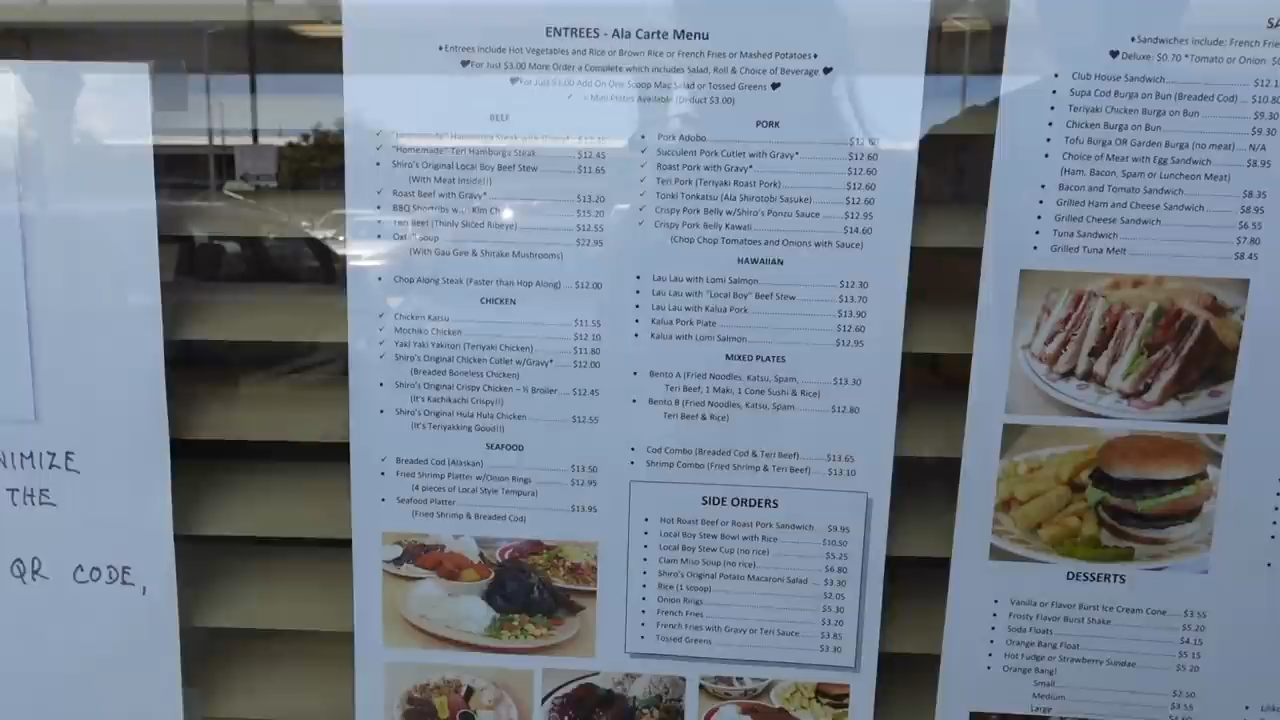 ENTREES - Ala Carte Menu
♦Entrees include Hot Vegetables and Rice or Brown Rice or French Fries or Mashed Potatoes♦
♥For Just $3.00 More Order a Complete which includes Salad, Roll & Choice of Beverage♥
Add On One Scoop Mac Salad or Tossed Greens♥
Mini Plates Available (Deduct $3.00)
BEEF
✓ "Homemade" Hamburga Steak
✓ "Homemade" Teri Hamburga Steak $12.45
• Shiro's Original Local Boy Beef Stew $11.65
(With Meat Inside!!)
✓ Roast Beef with Gravy* $13.20
BBQ Shortribs $15.20
Teri Beef (Thinly Sliced Ribeye) $12.55
Soup $22.95
(With Gau Gee & Shitake Mushrooms)
• Chop Along Steak (Faster than Hop Along) $12.00
CHICKEN
✓ Chicken Katsu $11.55
✓ Mochiko Chicken $12.10
✓ Yaki Yaki Yakitori (Teriyaki Chicken) $11.80
✓ Shiro's Original Chicken Cutlet w/Gravy* $12.00
(Breaded Boneless Chicken)
• Shiro's Original Crispy Chicken – ½ Broiler $12.45
(It's Kachikachi Crispy!!)
• Shiro's Original Hula Hula Chicken $12.55
(It's Teriyakking Good!!)
SEAFOOD
✓ Breaded Cod (Alaskan) $13.50
• Fried Shrimp Platter w/Onion Rings $12.95
(4 pieces of Local Style Tempura)
• Seafood Platter $13.95
(Fried Shrimp & Breaded Cod)
PORK
• Pork Adobo $12.60
✓ Succulent Pork Cutlet with Gravy* $12.60
✓ Roast Pork with Gravy* $12.60
✓ Teri Pork (Teriyaki Roast Pork) $12.60
✓ Tonki Tonkatsu (Ala Shirotobi Sasuke) $12.60
✓ Crispy Pork Belly w/Shiro's Ponzu Sauce $12.95
✓ Crispy Pork Belly Kawali $14.60
(Chop Chop Tomatoes and Onions with Sauce)
HAWAIIAN
• Lau Lau with Lomi Salmon $12.30
• Lau Lau with "Local Boy" Beef Stew $13.70
• Lau Lau with Kalua Pork $13.90
• Kalua Pork Plate $12.60
• Kalua with Lomi Salmon $12.95
MIXED PLATES
• Bento A (Fried Noodles, Katsu, Spam, $13.30
Teri Beef, 1 Maki, 1 Cone Sushi & Rice)
• Bento B (Fried Noodles, Katsu, Spam $12.80
Teri Beef & Rice)
• Cod Combo (Breaded Cod & Teri Beef) $13.65
• Shrimp Combo (Fried Shrimp & Teri Beef) $13.10
SIDE ORDERS
• Hot Roast Beef or Roast Pork Sandwich $9.95
• Local Boy Stew Bowl with Rice $10.50
• Local Boy Stew Cup (no rice) $5.25
• Clam Miso Soup (no rice) $6.80
• Shiro's Original Potato Macaroni Salad $3.30
• Rice (1 scoop) $2.05
• Onion Rings $5.30
• French Fries $3.20
• French Fries with Gravy or Teri Sauce $3.85
• Tossed Greens $3.30
♦Sandwiches include: French Frie
♥Deluxe: $0.70 *Tomato or Onion
• Club House Sandwich $12.1
• Supa Cod Burga on Bun (Breaded Cod) $10.8
• Teriyaki Chicken Burga on Bun $9.30
• Chicken Burga on Bun $9.30
• Tofu Burga OR Garden Burga (no meat) N/A
• Choice of Meat with Egg Sandwich $8.95
(Ham, Bacon, Spam or Luncheon Meat)
• Bacon and Tomato Sandwich $8.35
• Grilled Ham and Cheese Sandwich $8.95
• Grilled Cheese Sandwich $6.55
• Tuna Sandwich $7.80
• Grilled Tuna Melt $8.45
DESSERTS
• Vanilla or Flavor Burst Ice Cream Cone $3.55
• Frosty Flavor Burst Shake $5.20
• Soda Floats $4.15
• Orange Bang Float $5.15
• Hot Fudge or Strawberry Sundae $5.20
• Orange Bang!
Small $2.50
Medium $3.55
Large
NIMIZE
THE
QR CODE,